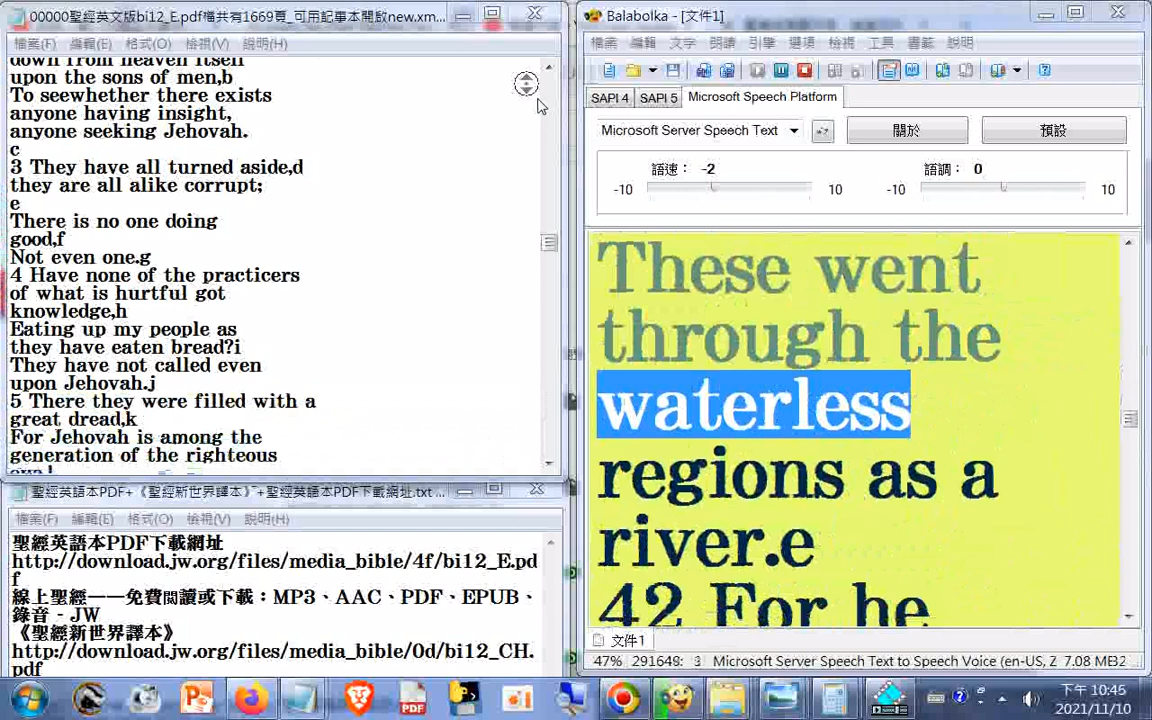 00000聖經英文版bi12_E.pdf檔共有1669頁_可用記事本開啟new.xm...
檔案(F) 編輯(E) 格式(O) 檢視(V) 說明(H)
down from heaven itself
upon the sons of men,b
To seewhether there exists
anyone having insight,
anyone seeking Jehovah.
c
3 They have all turned aside,d
they are all alike corrupt;
e
There is no one doing
good,f
Not even one.g
4 Have none of the practicers
of what is hurtful got
knowledge,h
Eating up my people as
they have eaten bread?i
They have not called even
upon Jehovah.j
5 There they were filled with a
great dread,k
For Jehovah is among the
generation of the righteous
聖經英語本PDF+《聖經新世界譯本》+聖經英語本PDF下載網址.txt ...
檔案(F) 編輯(E) 格式(O) 檢視(V) 說明(H)
聖經英語本PDF下載網址
http://download.jw.org/files/media_bible/4f/bi12_E.pd
f
線上聖經——免費閱讀或下載：MP3、AAC、PDF、EPUB、
錄音 - JW
《聖經新世界譯本》
http://download.jw.org/files/media_bible/0d/bi12_CH.
pdf
Balabolka - [文件1]
檔案 編輯 文字 朗讀 引擎 選項 檢視 工具 書籤 說明
SAPI 4 SAPI 5 Microsoft Speech Platform
Microsoft Server Speech Text 關於 預設
語速： -2 語調： 0
-10 10 -10 10
These went
through the
waterless
regions as a
river.e
42 For he
文件1
47% 291648: 3 Microsoft Server Speech Text to Speech Voice (en-US, Z 7.08 MB2
下午 10:45
2021/11/10